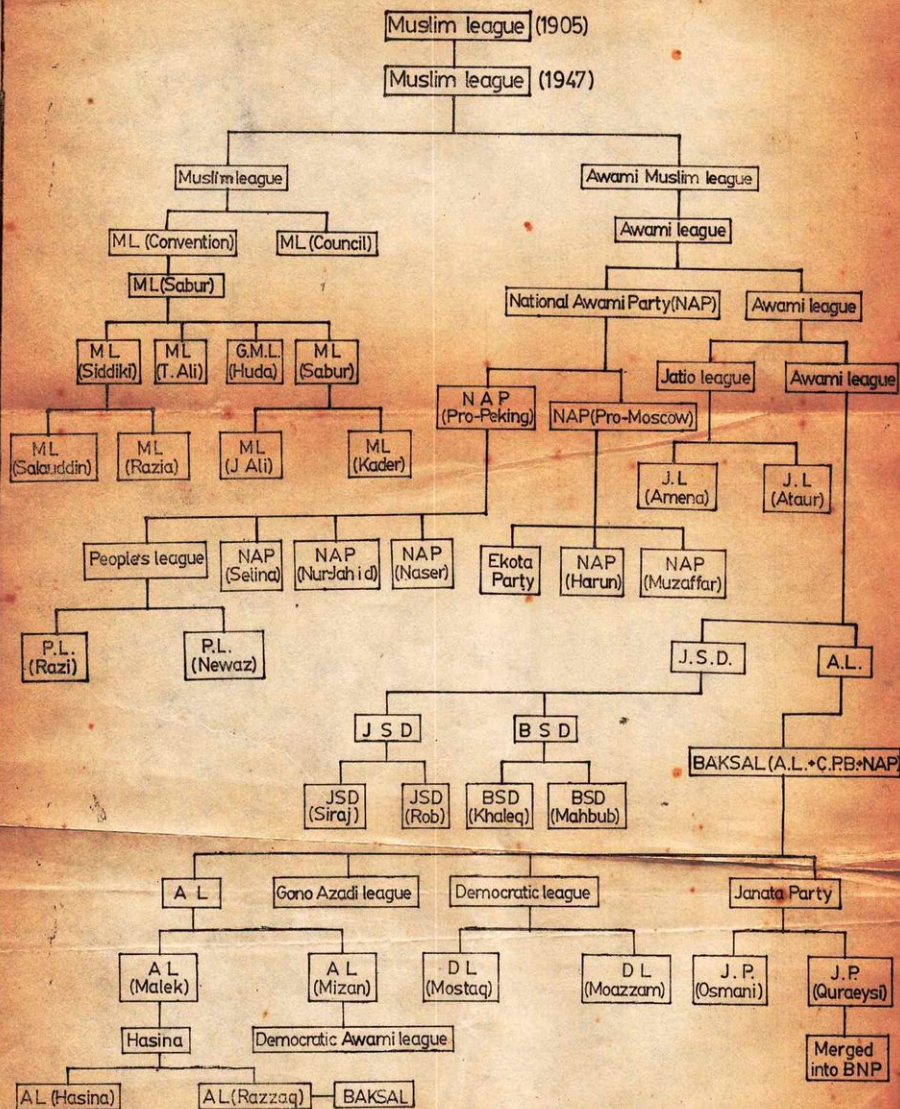 Muslim league (1905)
Muslim league (1947)
Muslim league
Awami Muslim league
ML (Convention)
ML (Council)
Awami league
ML (Sabur)
National Awami Party (NAP)
Awami league
ML
(Siddiki)
ML
(T. Ali)
G.M.L.
(Huda)
ML
(Sabur)
Jatio league
Awami league
NAP
(Pro-Peking)
NAP (Pro-Moscow)
ML
(Salauddin)
ML
(Razia)
ML
(J Ali)
ML
(Kader)
J.L
(Amena)
J.L
(Ataur)
People's league
NAP
(Selina)
NAP
(Nur-Jahid)
NAP
(Naser)
Ekota
Party
NAP
(Harun)
NAP
(Muzaffar)
P.L.
(Razi)
P.L.
(Newaz)
J.S.D.
A.L.
JSD
BSD
BAKSAL (A.L.+C.P.B.+NAP)
JSD
(Siraj)
JSD
(Rob)
BSD
(Khaleq)
BSD
(Mahbub)
AL
Gono Azadi league
Democratic league
Janata Party
AL
(Malek)
AL
(Mizan)
DL
(Mostaq)
DL
(Moazzam)
J.P.
(Osmani)
J.P.
(Quraeysi)
Hasina
Democratic Awami league
Merged
into BNP
AL (Hasina)
AL (Razzaq)
BAKSAL